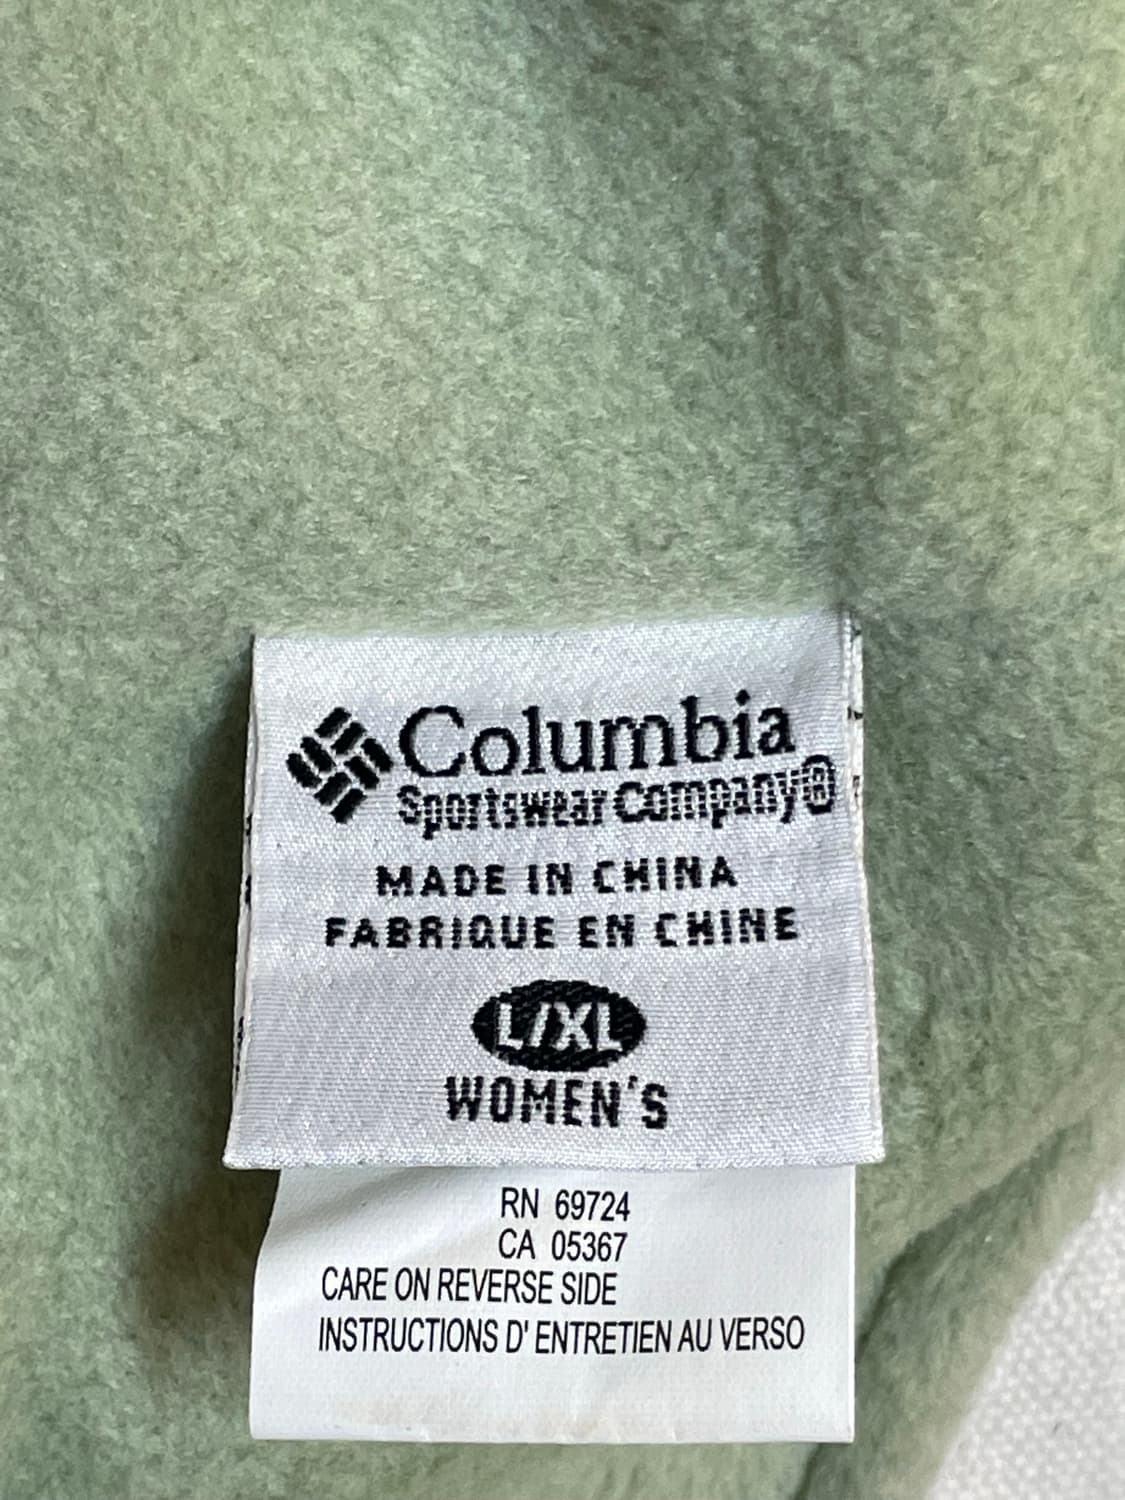 Columbia
Sportswear Company®
MADE IN CHINA
FABRIQUE EN CHINE
L/XL
WOMEN'S
RN 69724
CA 05367
CARE ON REVERSE SIDE
INSTRUCTIONS D' ENTRETIEN AU VERSO